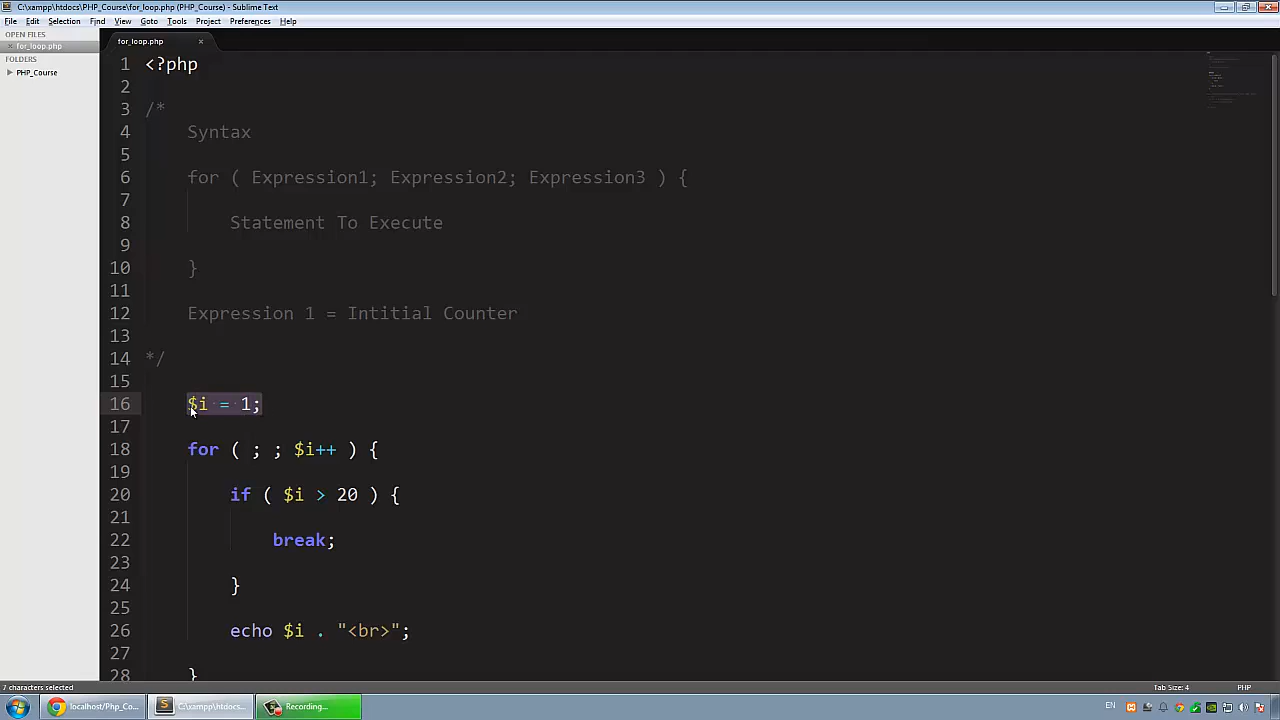 C:\xampp\htdocs\PHP_Course\for_loop.php (PHP_Course) - Sublime Text
File Edit Selection Find View Goto Tools Project Preferences Help
OPEN FILES
for_loop.php
FOLDERS
PHP_Course
for_loop.php
1 <?php
2
3 /*
4 Syntax
5
6 for ( Expression1; Expression2; Expression3 ) {
7
8 Statement To Execute
9
10 }
11
12 Expression 1 = Intitial Counter
13
14 */
15
16 $i = 1;
17
18 for ( ; ; $i++ ) {
19
20 if ( $i > 20 ) {
21
22 break;
23
24 }
25
26 echo $i . "<br>";
27
28 }
7 characters selected
Tab Size: 4 PHP
localhost/Php_Co...
C:\xampp\htdocs...
Recording...
EN